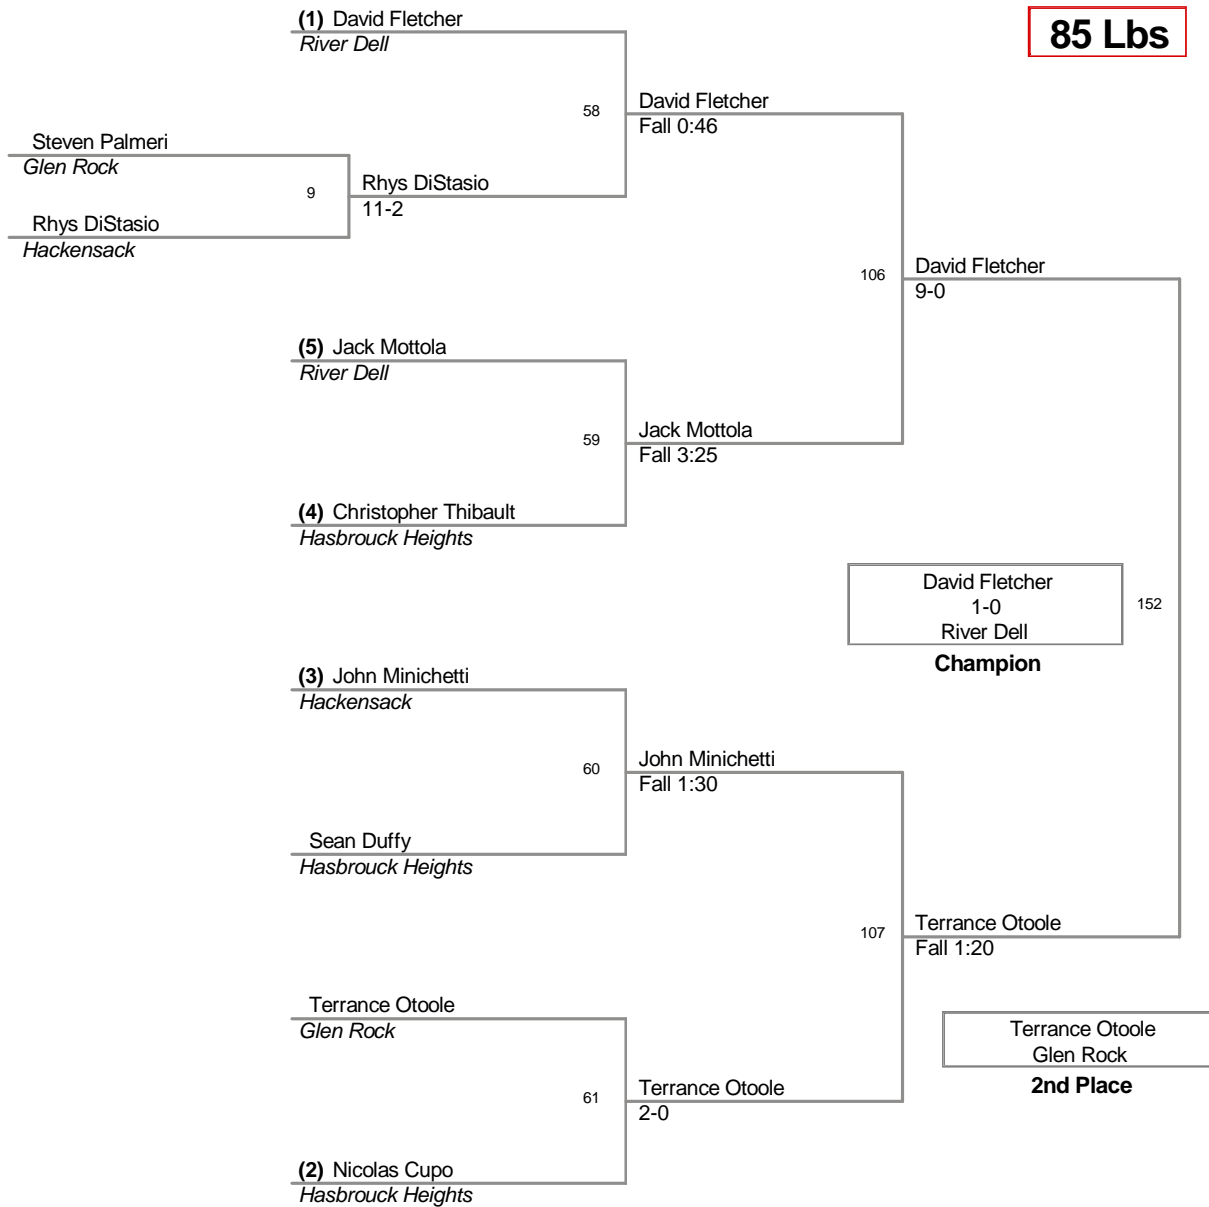 (1) David Fletcher
River Dell
85 Lbs
58
David Fletcher
Fall 0:46
Steven Palmeri
Glen Rock
9
Rhys DiStasio
11-2
Rhys DiStasio
Hackensack
106
David Fletcher
9-0
(5) Jack Mottola
River Dell
59
Jack Mottola
Fall 3:25
(4) Christopher Thibault
Hasbrouck Heights
David Fletcher
1-0
River Dell
Champion
152
(3) John Minichetti
Hackensack
60
John Minichetti
Fall 1:30
Sean Duffy
Hasbrouck Heights
107
Terrance Otoole
Fall 1:20
Terrance Otoole
Glen Rock
Terrance Otoole
Glen Rock
2nd Place
61
Terrance Otoole
2-0
(2) Nicolas Cupo
Hasbrouck Heights